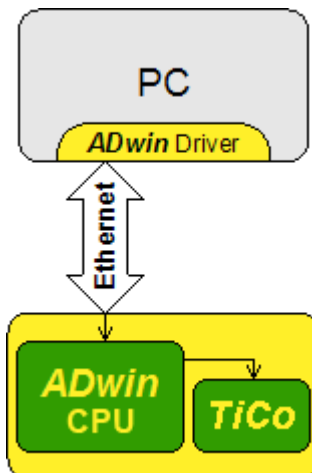 PC
ADwin Driver
Ethernet
ADwin
CPU
TiCo